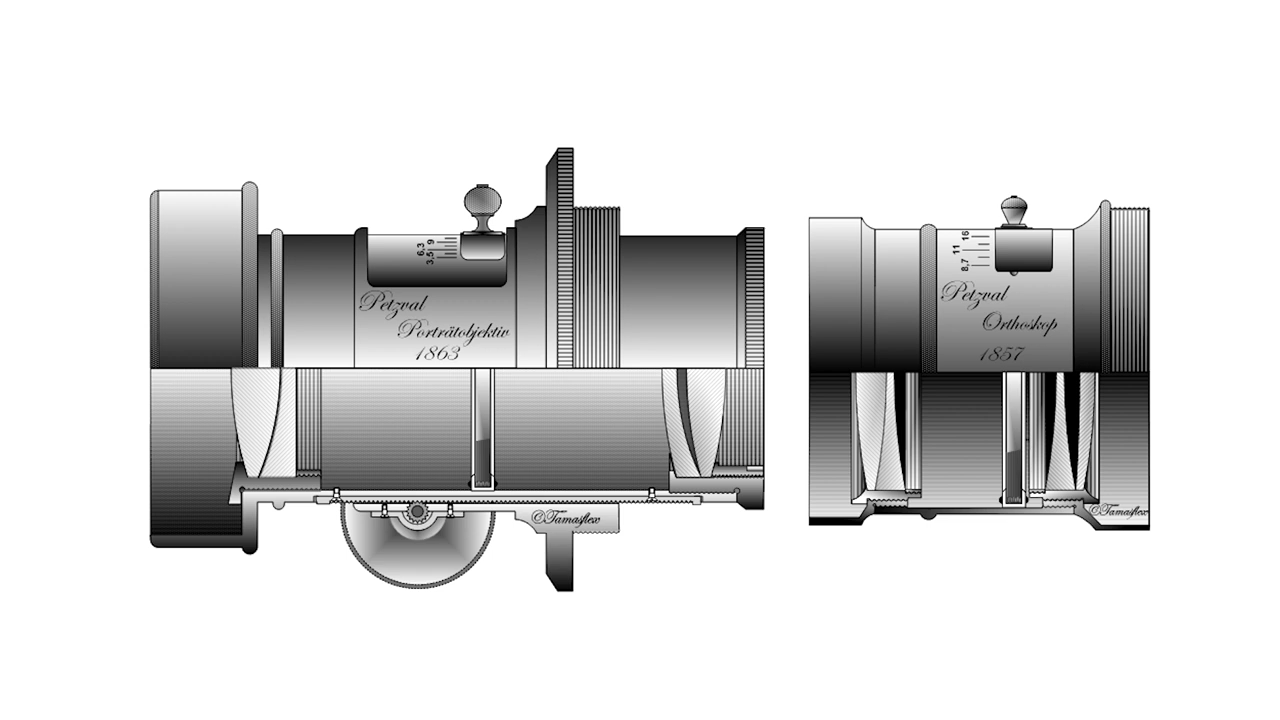 6,3 9
3,5
Petzval
Porträtobjektiv
1863
©Tamasflex
16
11
8,7
Petzval
Orthoskop
1857
©Tamasflex